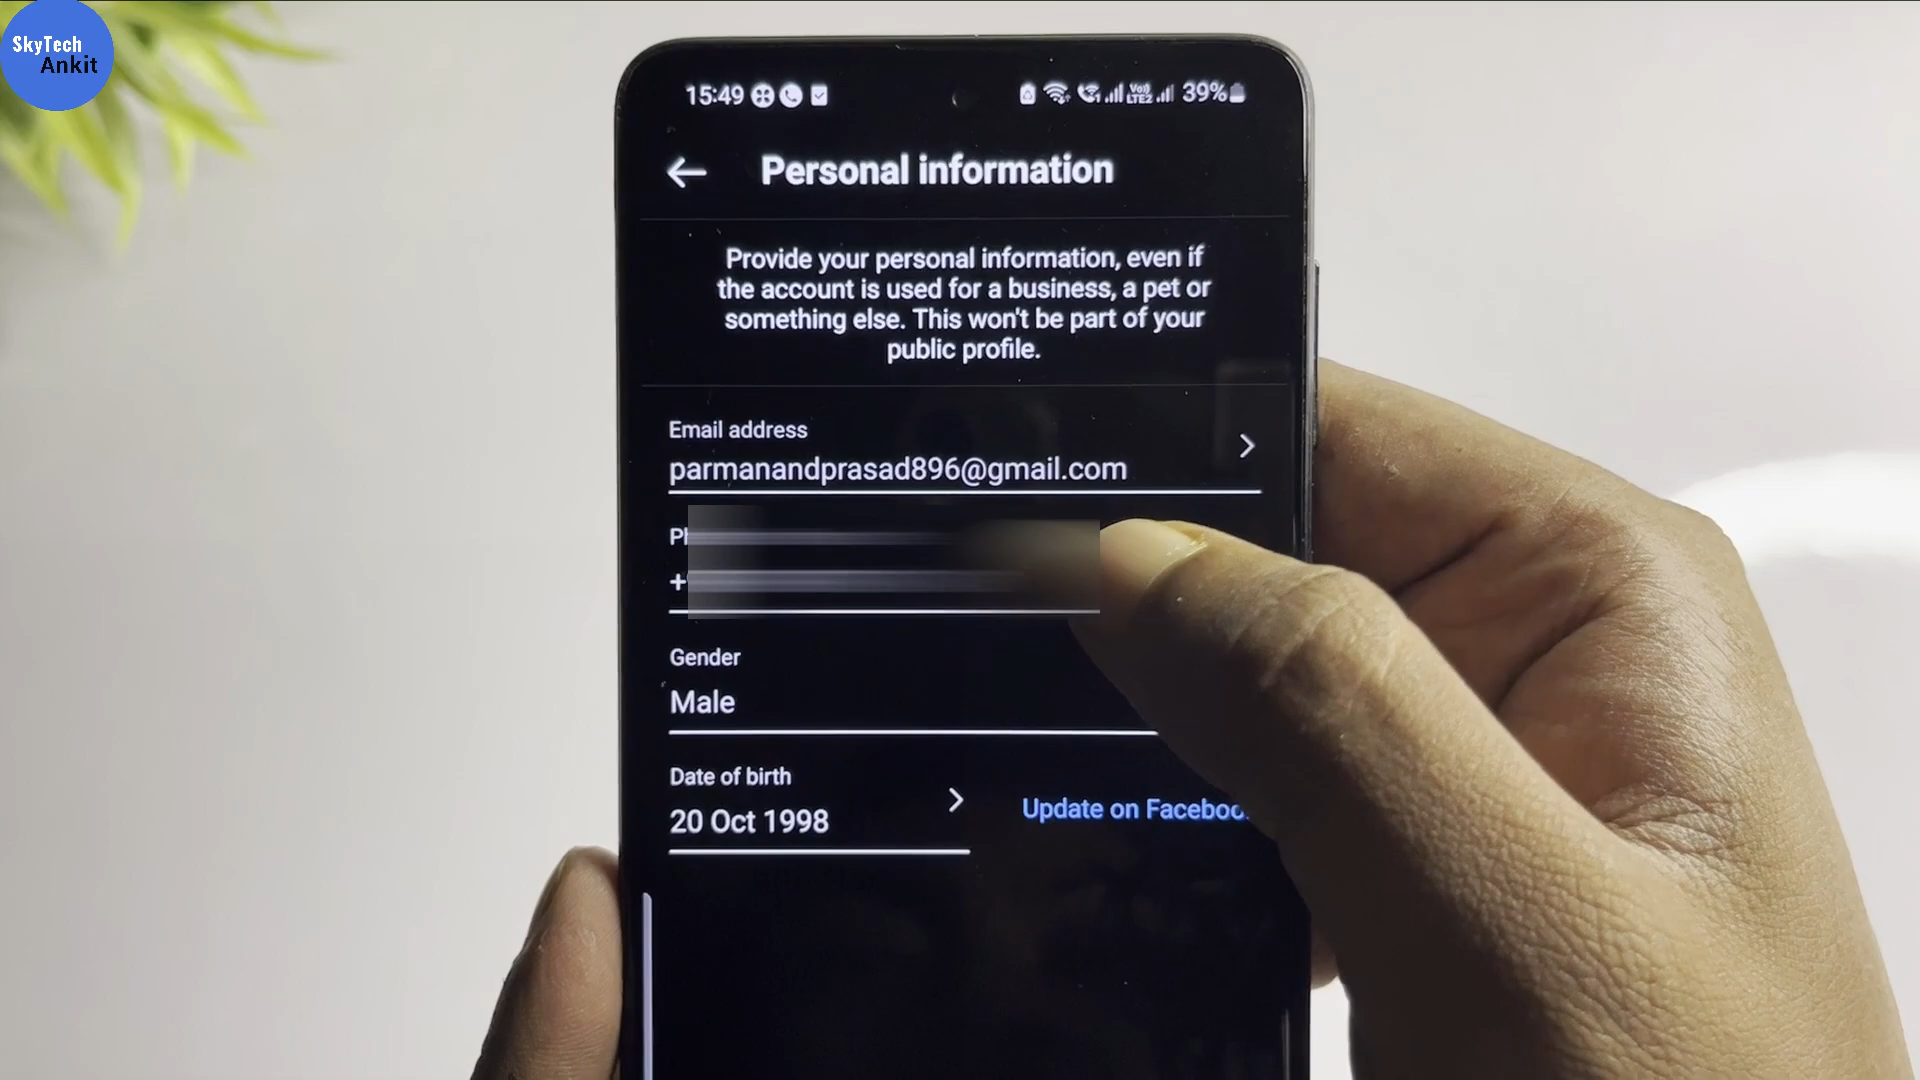 SkyTech
Ankit
15:49
39%
Personal information
Provide your personal information, even if
the account is used for a business, a pet or
something else. This won't be part of your
public profile.
Email address
parmanandprasad896@gmail.com
Gender
Male
Date of birth
20 Oct 1998
Update on